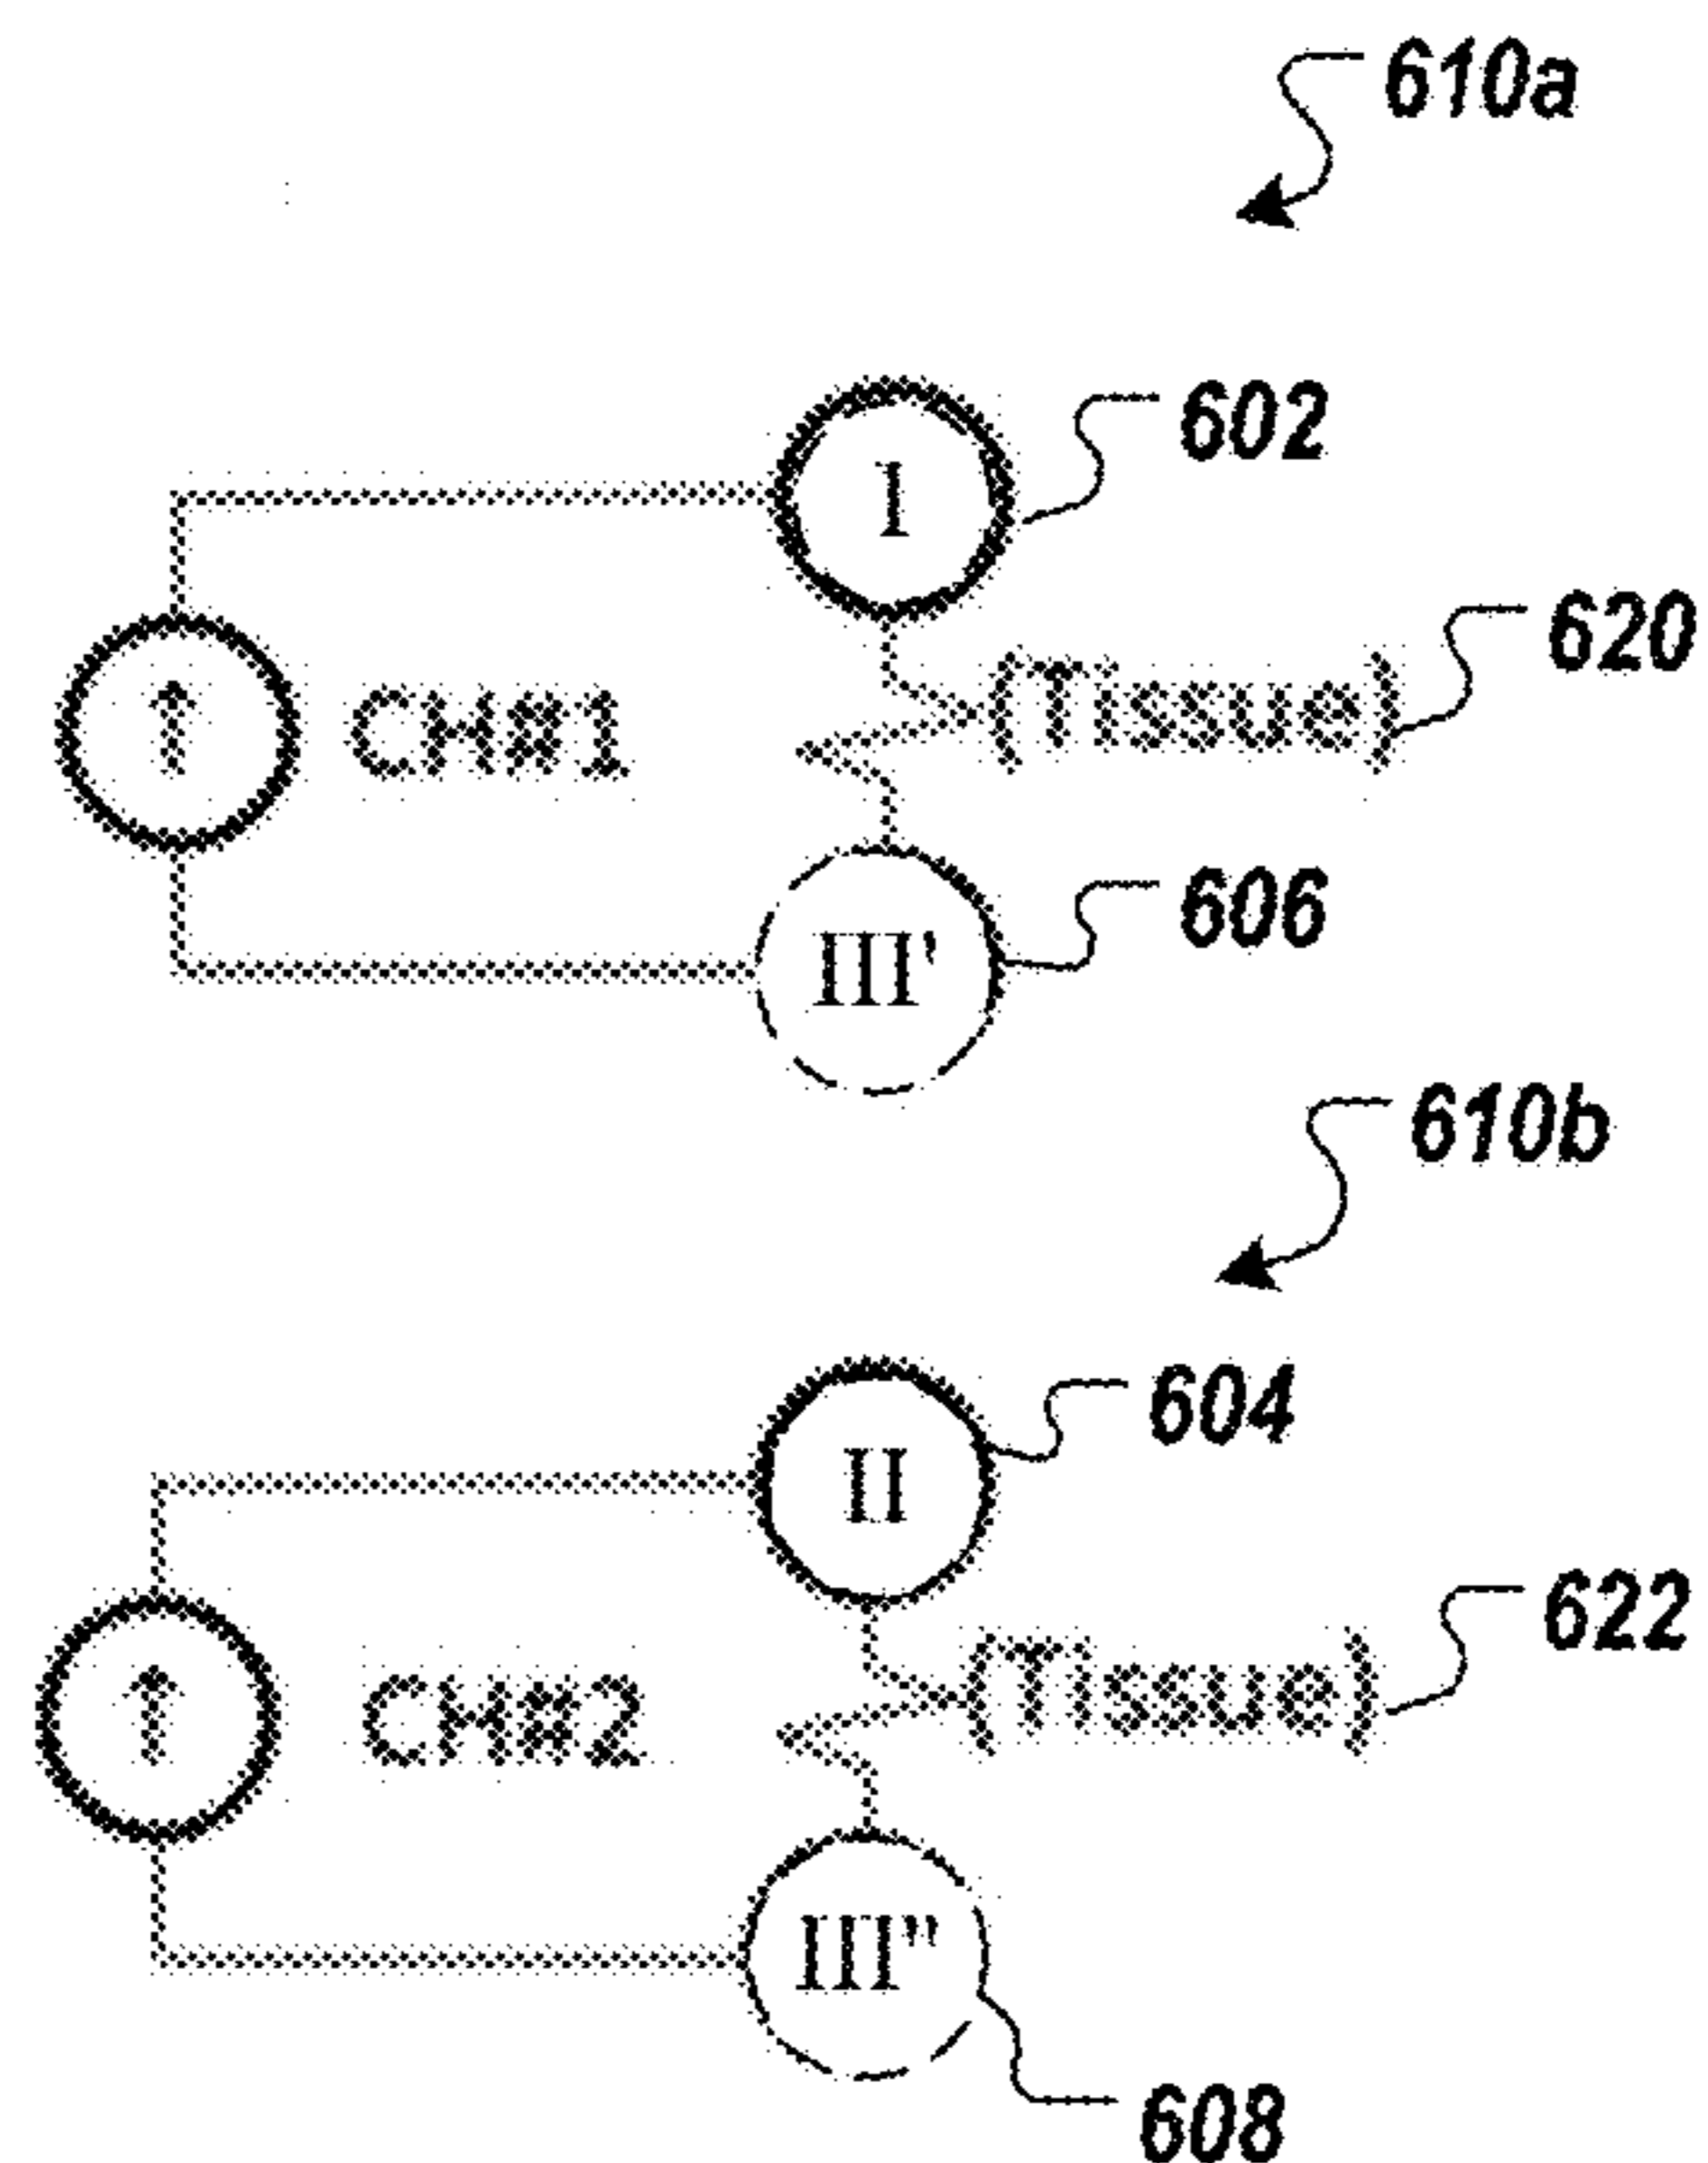 610a
602
I
620
↑ CH#1 (Tissue)
606
III'
610b
604
II
622
↑ CH#2 (Tissue)
III"
608